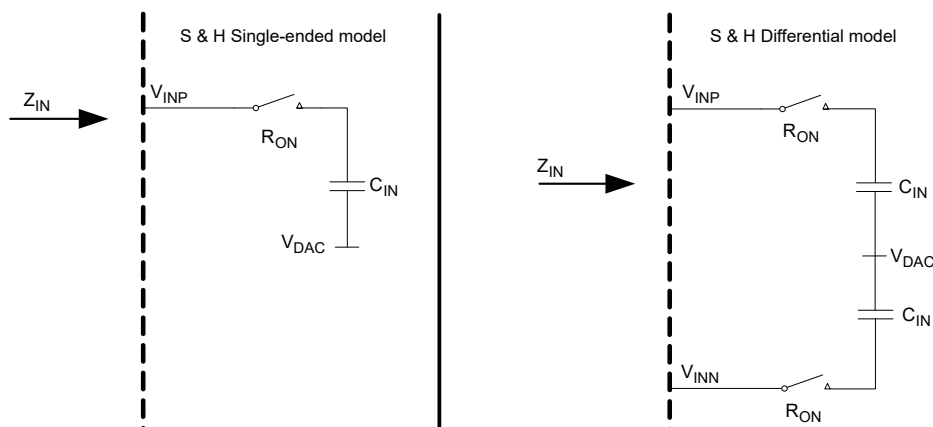 S & H Single-ended model
V_INP
Z_IN
R_ON
C_IN
V_DAC
S & H Differential model
V_INP
R_ON
Z_IN
C_IN
V_DAC
C_IN
V_INN
R_ON